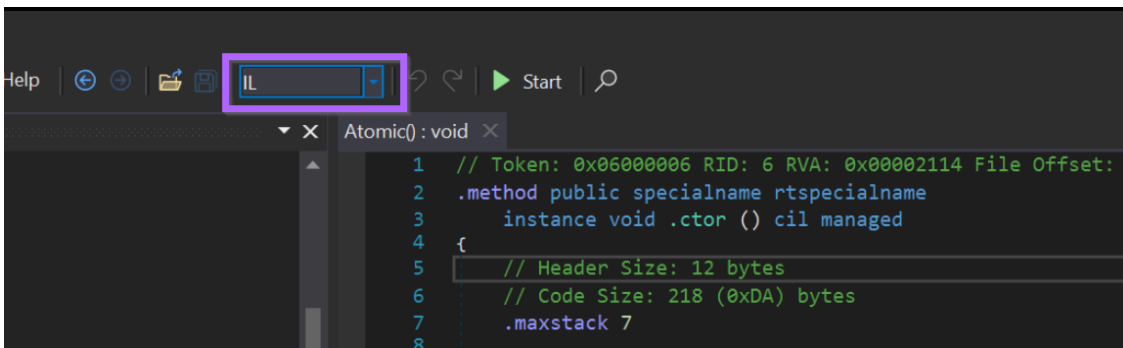 Help
IL
Start
Atomic() : void
1 // Token: 0x06000006 RID: 6 RVA: 0x00002114 File Offset:
2 .method public specialname rtspecialname
3 instance void .ctor () cil managed
4 {
5 // Header Size: 12 bytes
6 // Code Size: 218 (0xDA) bytes
7 .maxstack 7
8